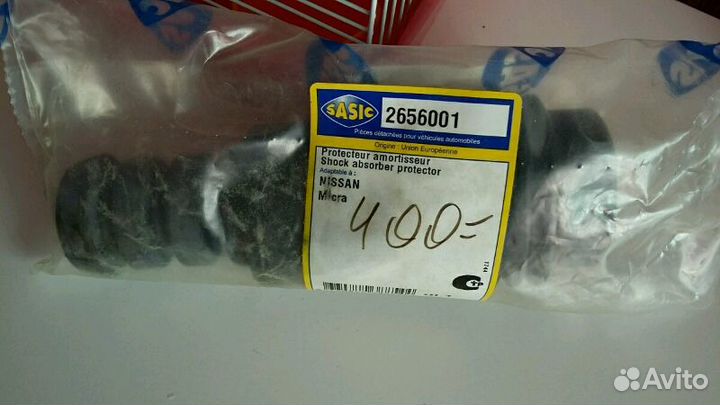 SASIC
2656001
Pièces détachées pour véhicules automobiles
Origine : Union Européenne
Protecteur amortisseur
Shock absorber protector
Adaptable à :
NISSAN
Micra
400=
1744
Avito